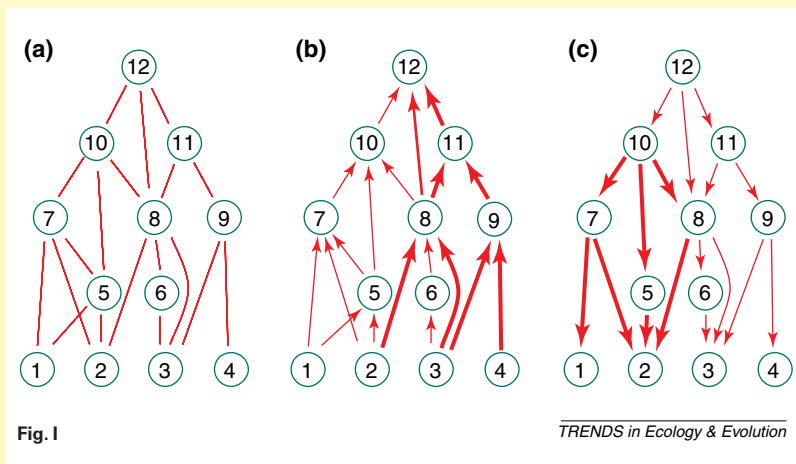 (a) (b) (c)
12 12 12
10 11 10 11 10 11
7 8 9 7 8 9 7 8 9
5 6 5 6 5 6
1 2 3 4 1 2 3 4 1 2 3 4
Fig. I
TRENDS in Ecology & Evolution